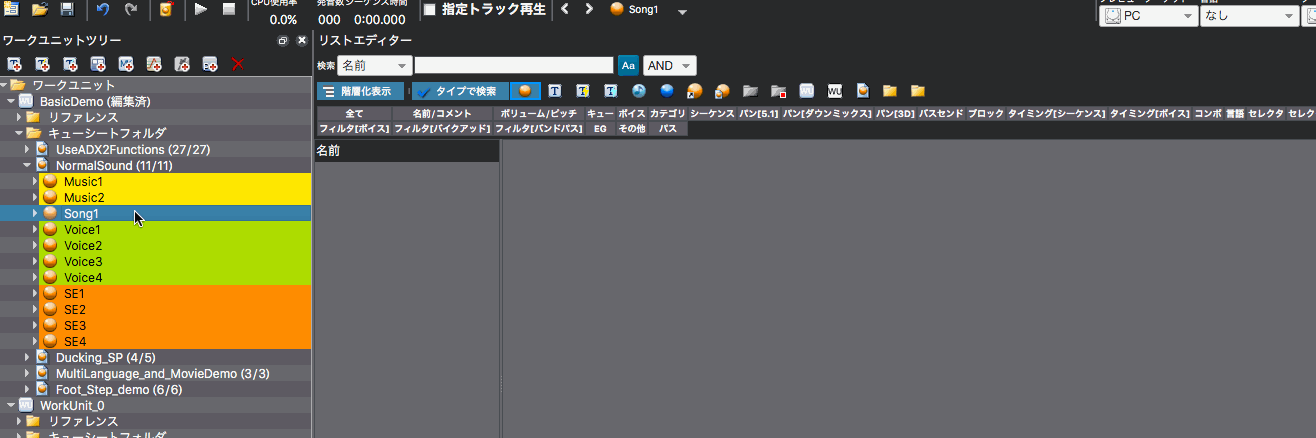 CPU使用率 発音数 シーケンス時間
0.0% 000 0:00.000 指定トラック再生 Song1
PC なし
ワークユニットツリー
リストエディター
検索 名前 Aa AND
階層化表示 タイプで検索 T T T WU WU
全て 名前/コメント ボリューム/ピッチ キュー ボイス カテゴリ シーケンス パン[5.1] パン[ダウンミックス] パン[3D] バスセンド ブロック タイミング[シーケンス] タイミング[ボイス] コンボ 言語 セレクタ セレクタ
フィルタ[ボイス] フィルタ[バイクアッド] フィルタ[バンドパス] EG その他 パス
名前
ワークユニット
BasicDemo (編集済)
リファレンス
キューシートフォルダ
UseADX2Functions (27/27)
NormalSound (11/11)
Music1
Music2
Song1
Voice1
Voice2
Voice3
Voice4
SE1
SE2
SE3
SE4
Ducking_SP (4/5)
MultiLanguage_and_MovieDemo (3/3)
Foot_Step_demo (6/6)
WorkUnit_0
リファレンス
キューシートフォルダ